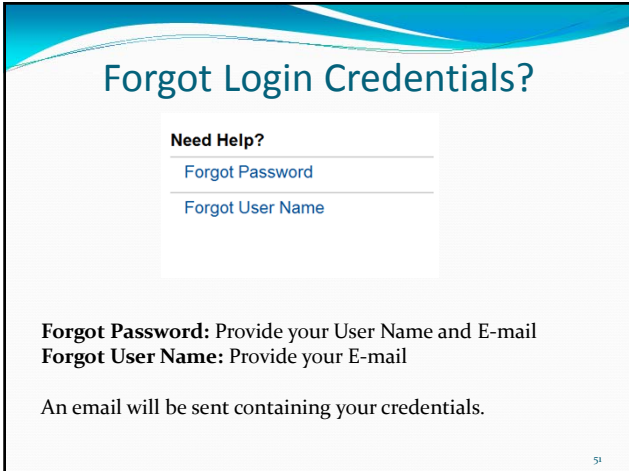 Forgot Login Credentials?
Need Help?
Forgot Password
Forgot User Name
Forgot Password: Provide your User Name and E-mail
Forgot User Name: Provide your E-mail
An email will be sent containing your credentials.
51